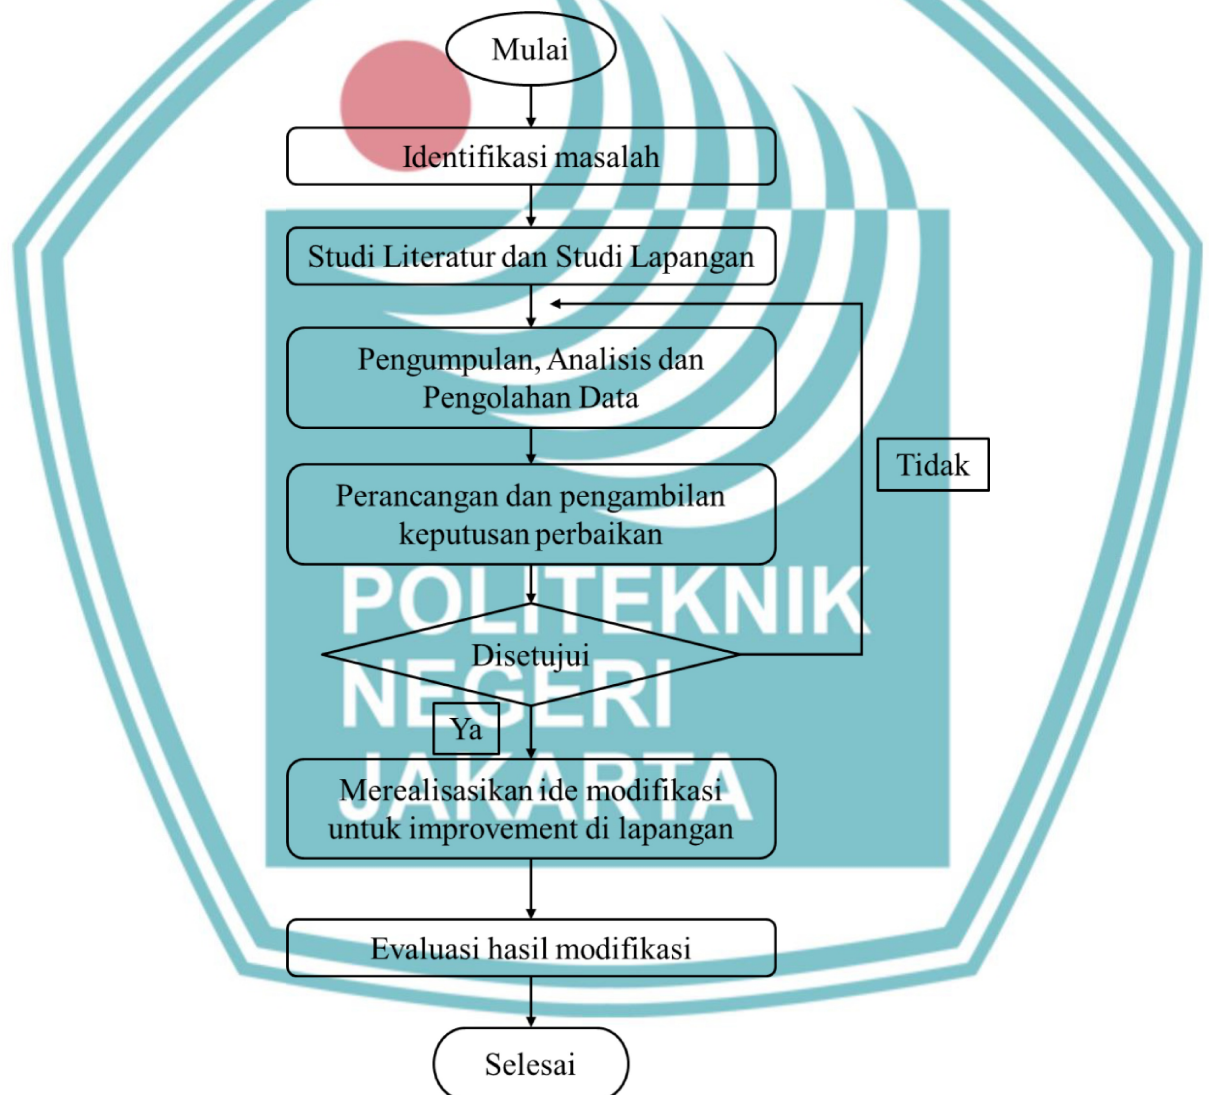 Mulai
Identifikasi masalah
Studi Literatur dan Studi Lapangan
Pengumpulan, Analisis dan
Pengolahan Data
Tidak
Perancangan dan pengambilan
keputusan perbaikan
POLITEKNIK
Disetujui
NEGERI
Ya
JAKARTA
Merealisasikan ide modifikasi
untuk improvement di lapangan
Evaluasi hasil modifikasi
Selesai